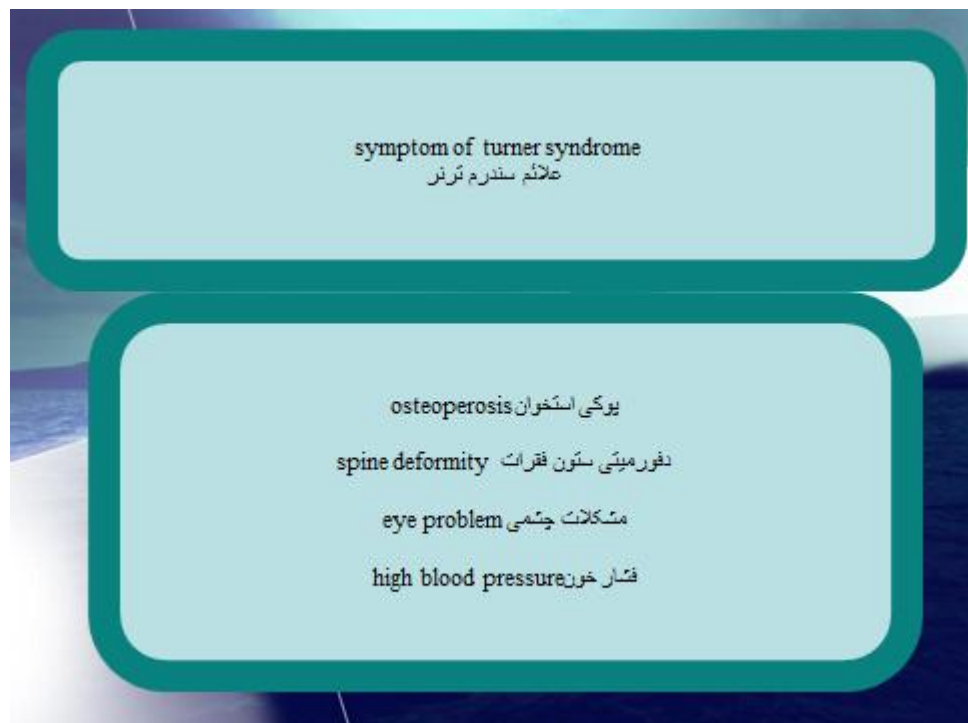 symptom of turner syndrome
علائم سندرم ترنر
پوکی استخوان osteoperosis
دفورمیتی ستون فقرات spine deformity
مشکلات چشمی eye problem
فشار خون high blood pressure